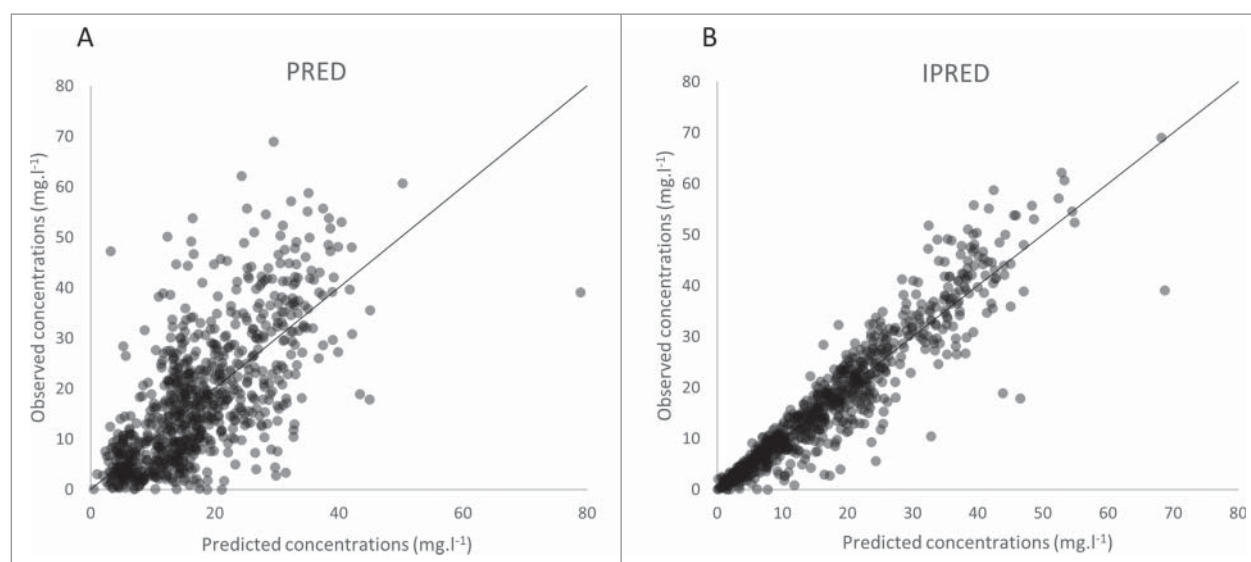 A
PRED
80
70
60
50
40
30
20
10
0
Observed concentrations (mg.l-1)
0 20 40 60 80
Predicted concentrations (mg.l-1)
B
IPRED
80
70
60
50
40
30
20
10
0
Observed concentrations (mg.l-1)
0 10 20 30 40 50 60 70 80
Predicted concentrations (mg.l-1)